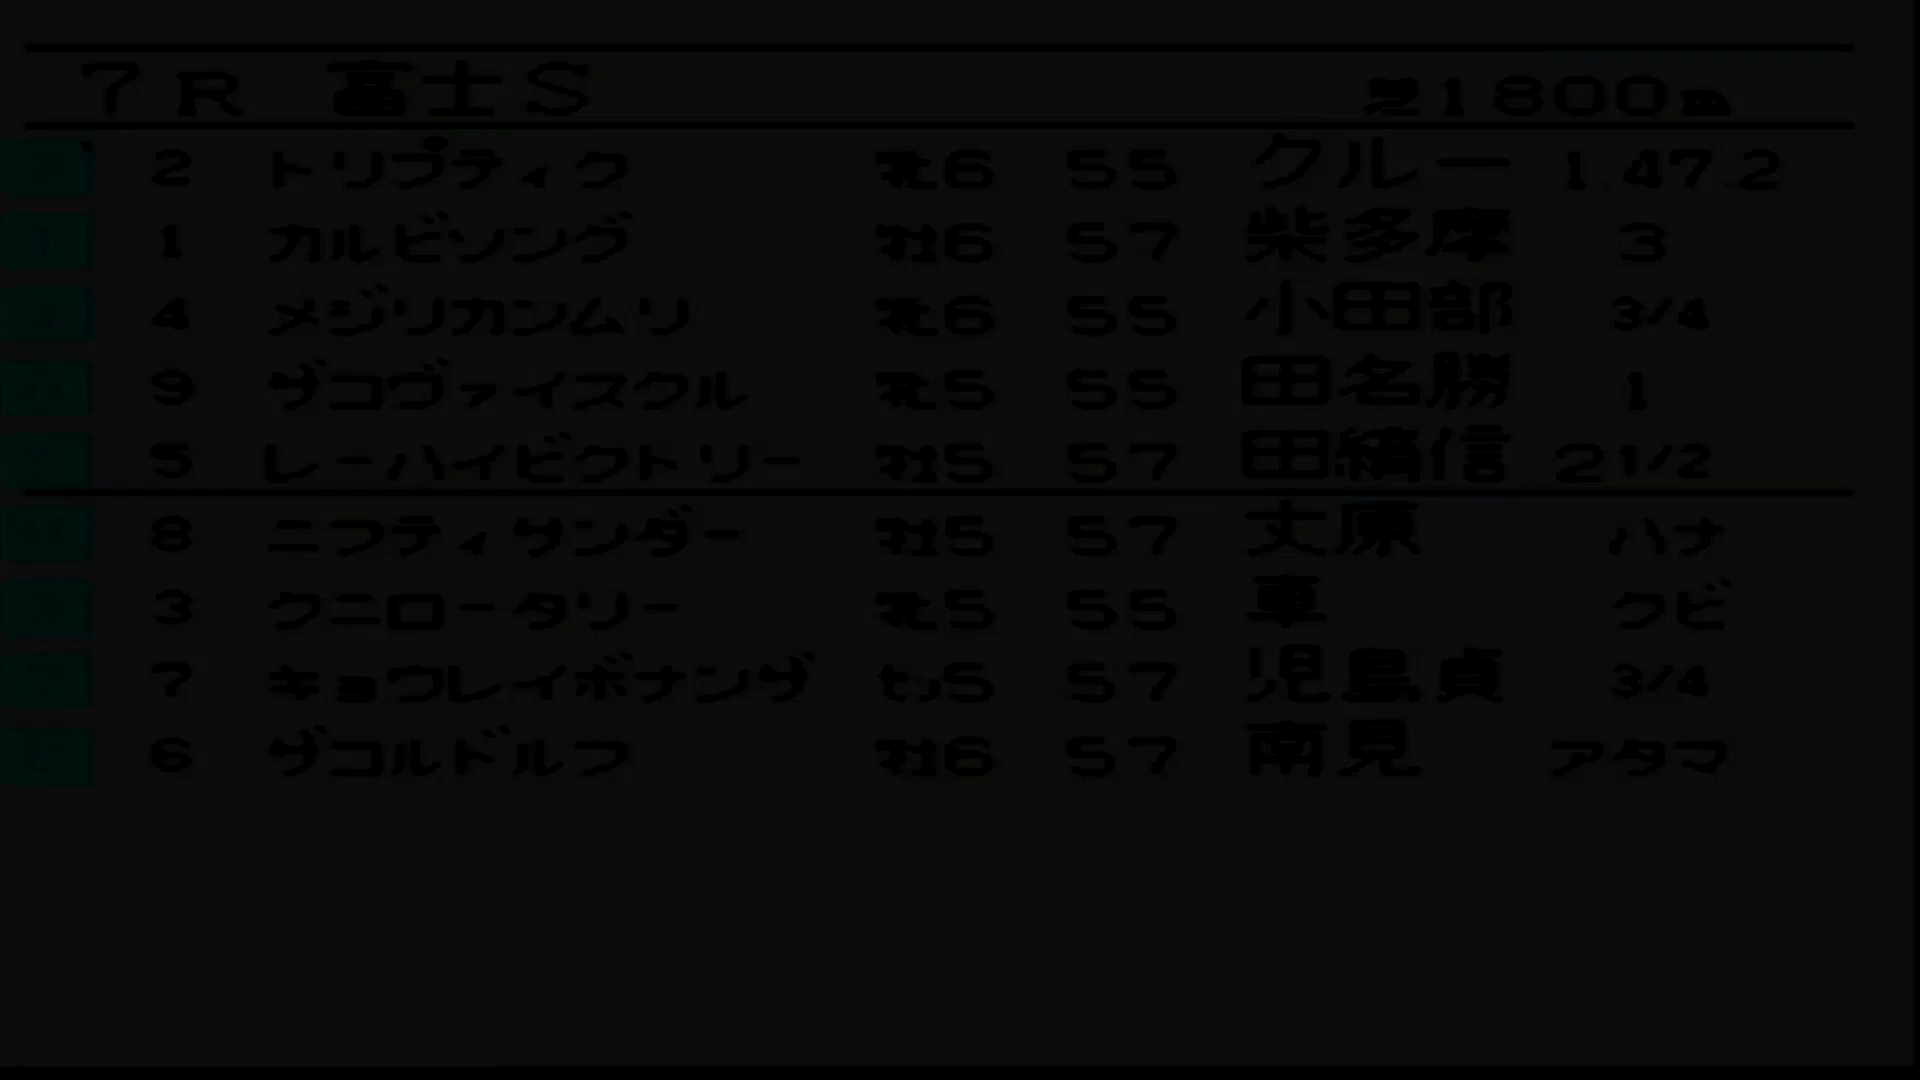 7R 富士S 芝1800m
2 トリプティク 牝6 55 クルー 1.47.2
1 カルビソング 牡6 57 柴多摩 3
4 メジリカンムリ 牝6 55 小田部 3/4
9 ザコヴァイスクル 牝5 55 田名勝 1
5 レーハイビクトリー 牡5 57 田縞信 2 1/2
8 ニフティサンダー 牡5 57 丈原 ハナ
3 クニロータリー 牝5 55 車 クビ
7 キョウレイボナンザ セン5 57 児島貞 3/4
6 ザコルドルフ 牡6 57 南見 アタマ